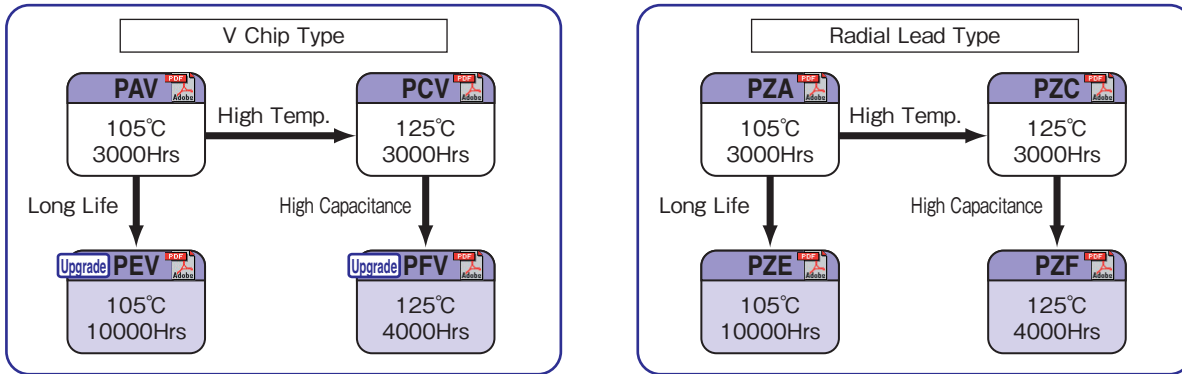 V Chip Type
PAV
PDF
Adobe
105℃
3000Hrs
High Temp.
PCV
PDF
Adobe
125℃
3000Hrs
Long Life
High Capacitance
Upgrade
PEV
PDF
Adobe
105℃
10000Hrs
Upgrade
PFV
PDF
Adobe
125℃
4000Hrs
Radial Lead Type
PZA
PDF
Adobe
105℃
3000Hrs
High Temp.
PZC
PDF
Adobe
125℃
3000Hrs
Long Life
High Capacitance
PZE
PDF
Adobe
105℃
10000Hrs
PZF
PDF
Adobe
125℃
4000Hrs